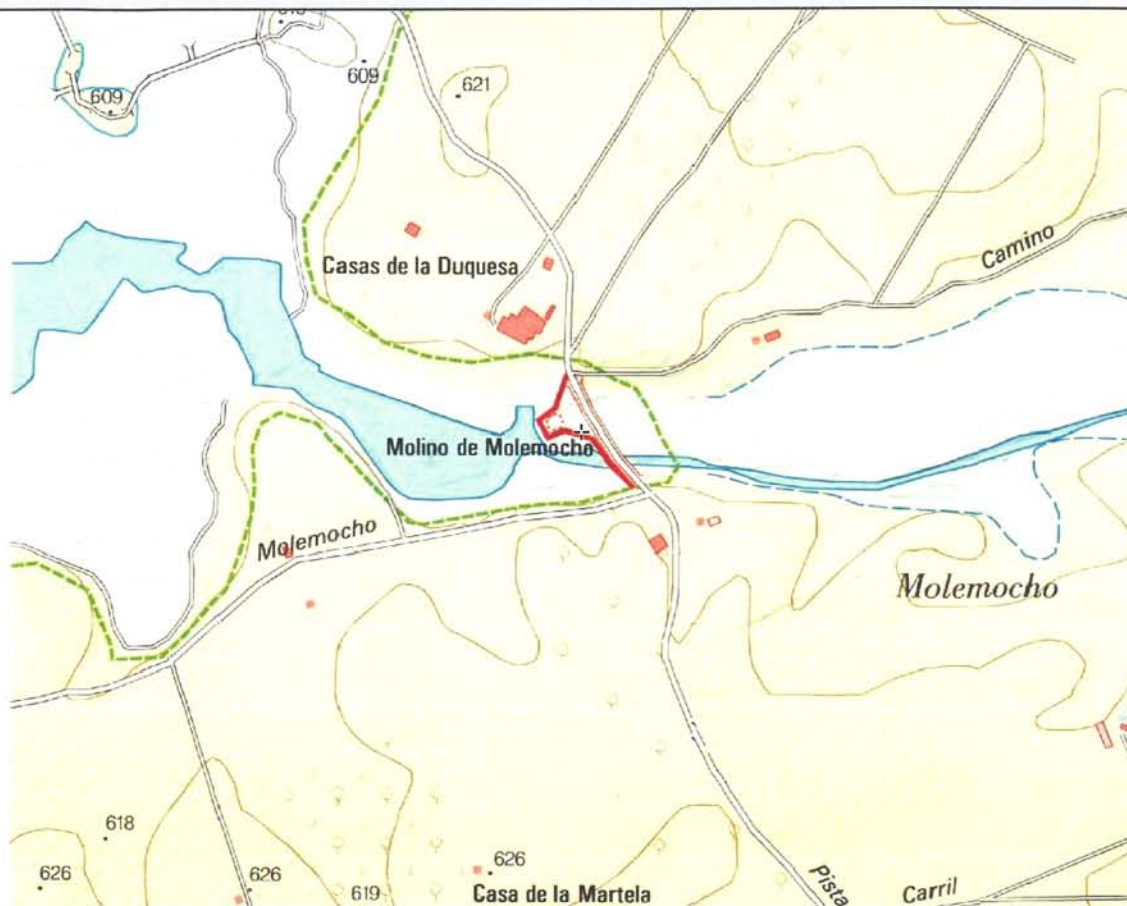 609
621
609
Casas de la Duquesa
Camino
Molino de Molemocho
Molemocho
Molemocho
618
626
626
619
626
Casa de la Martela
Pista
Carril